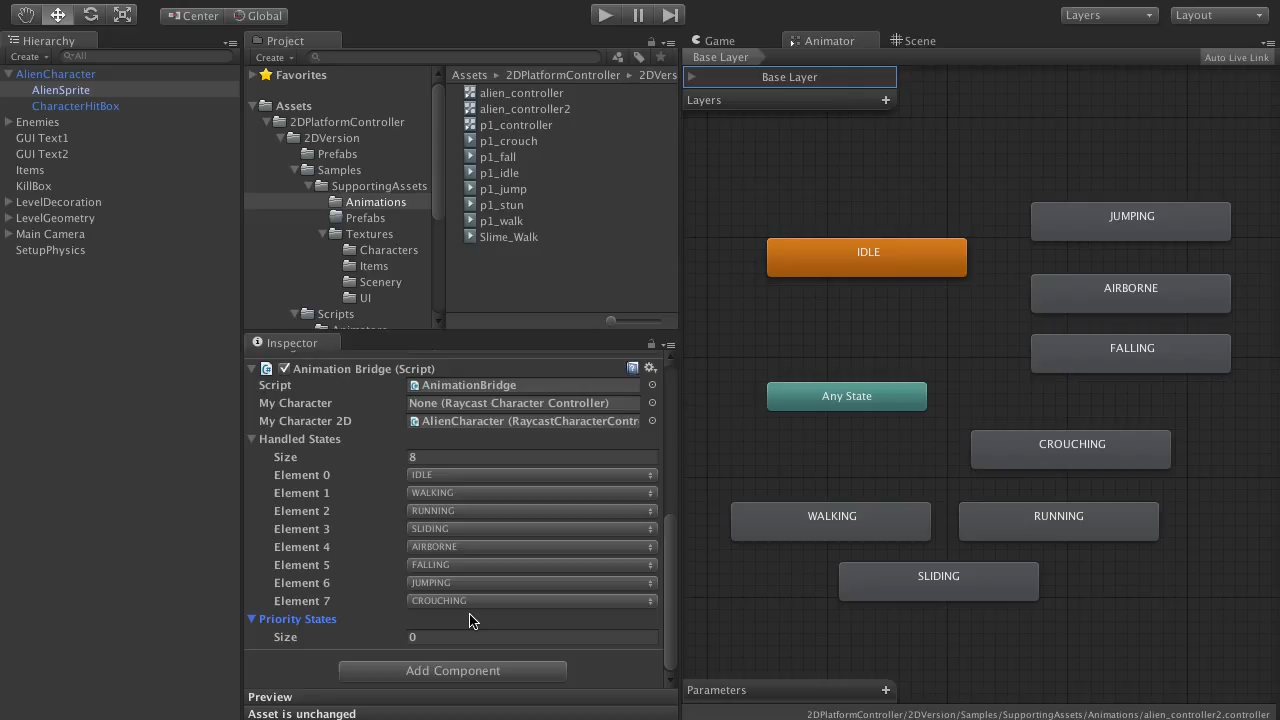 Center
Global
Layers
Layout
Hierarchy
Create
All
AlienCharacter
AlienSprite
CharacterHitBox
Enemies
GUI Text1
GUI Text2
Items
KillBox
LevelDecoration
LevelGeometry
Main Camera
SetupPhysics
Project
Create
Favorites
Assets
2DPlatformController
2DVersion
Prefabs
Samples
SupportingAssets
Animations
Prefabs
Textures
Characters
Items
Scenery
UI
Scripts
Assets ▸ 2DPlatformController ▸ 2DVers
alien_controller
alien_controller2
p1_controller
p1_crouch
p1_fall
p1_idle
p1_jump
p1_stun
p1_walk
Slime_Walk
Inspector
Animation Bridge (Script)
Script AnimationBridge
My Character None (Raycast Character Controller)
My Character 2D AlienCharacter (RaycastCharacterContr
Handled States
Size 8
Element 0 IDLE
Element 1 WALKING
Element 2 RUNNING
Element 3 SLIDING
Element 4 AIRBORNE
Element 5 FALLING
Element 6 JUMPING
Element 7 CROUCHING
Priority States
Size 0
Add Component
Preview
Asset is unchanged
Game
Animator
Scene
Base Layer
Auto Live Link
Base Layer
Layers +
JUMPING
IDLE
AIRBORNE
FALLING
Any State
CROUCHING
WALKING
RUNNING
SLIDING
Parameters +
2DPlatformController/2DVersion/Samples/SupportingAssets/Animations/alien_controller2.controller